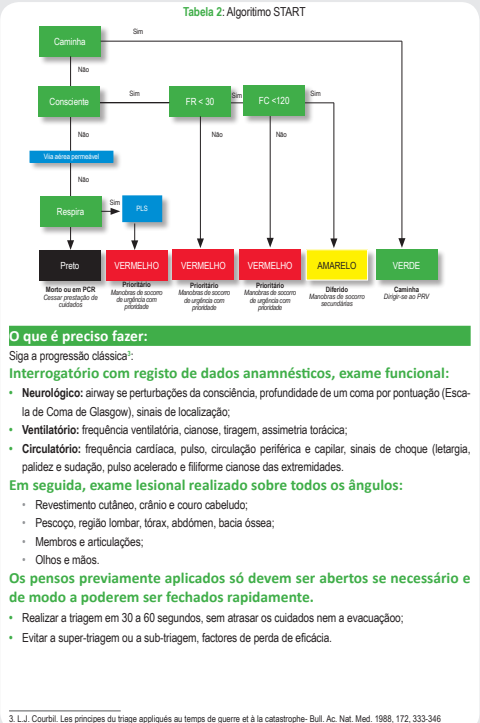 Tabela 2: Algoritimo START
Caminha
Sim
Não
Consciente
Sim
FR < 30
Sim
FC <120
Sim
Não
Não
Não
Viia aérea permeável
Não
Respira
Sim
PLS
Preto
VERMELHO
VERMELHO
VERMELHO
AMARELO
VERDE
Morto ou em PCR
Cessar prestação de
cuidados
Prioritário
Manobras de socorro
de urgência com
prioridade
Prioritário
Manobras de socorro
de urgência com
prioridade
Prioritário
Manobras de socorro
de urgência com
prioridade
Diferido
Manobras de socorro
secundárias
Caminha
Dirigir-se ao PRV
O que é preciso fazer:
Siga a progressão clássica³:
Interrogatório com registo de dados anamnésticos, exame funcional:
• Neurológico: airway se perturbações da consciência, profundidade de um coma por pontuação (Esca-
la de Coma de Glasgow), sinais de localização;
• Ventilatório: frequência ventilatória, cianose, tiragem, assimetria torácica;
• Circulatório: frequência cardíaca, pulso, circulação periférica e capilar, sinais de choque (letargia,
palidez e sudação, pulso acelerado e filiforme cianose das extremidades.
Em seguida, exame lesional realizado sobre todos os ângulos:
• Revestimento cutâneo, crânio e couro cabeludo;
• Pescoço, região lombar, tórax, abdómen, bacia óssea;
• Membros e articulações;
• Olhos e mãos.
Os pensos previamente aplicados só devem ser abertos se necessário e
de modo a poderem ser fechados rapidamente.
• Realizar a triagem em 30 a 60 segundos, sem atrasar os cuidados nem a evacuaçãoo;
• Evitar a super-triagem ou a sub-triagem, factores de perda de eficácia.
3. L.J. Courbil. Les principes du triage appliqués au temps de guerre et à la catastrophe- Bull. Ac. Nat. Med. 1988, 172, 333-346